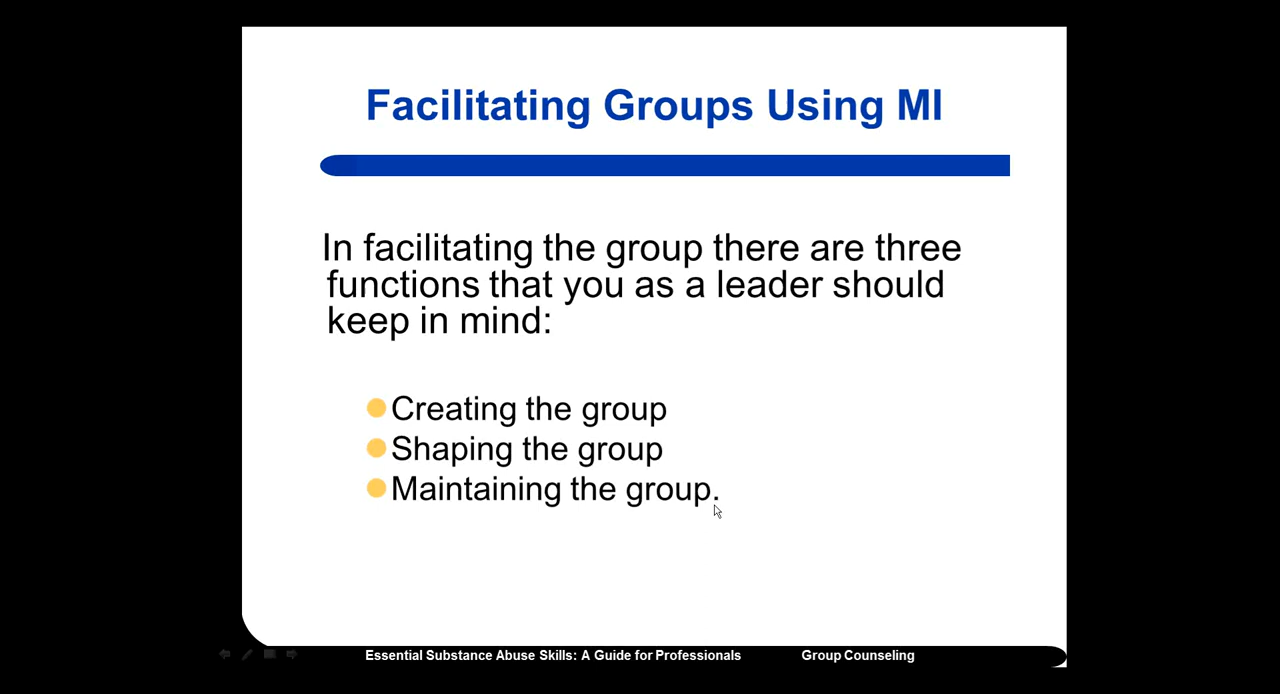 Facilitating Groups Using MI
In facilitating the group there are three
functions that you as a leader should
keep in mind:
Creating the group
Shaping the group
Maintaining the group.
Essential Substance Abuse Skills: A Guide for Professionals
Group Counseling